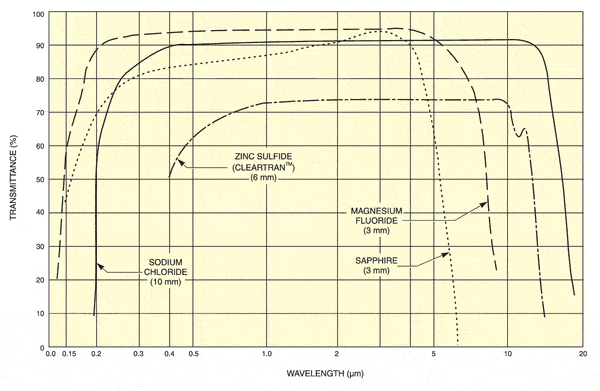 100
90
80
70
60
50
40
30
20
10
0
TRANSMITTANCE (%)
ZINC SULFIDE
(CLEARTRAN™)
(6 mm)
MAGNESIUM
FLUORIDE
(3 mm)
SAPPHIRE
(3 mm)
SODIUM
CHLORIDE
(10 mm)
0.0 0.15 0.2 0.3 0.4 0.5 1.0 2 3 4 5 10 20
WAVELENGTH (µm)